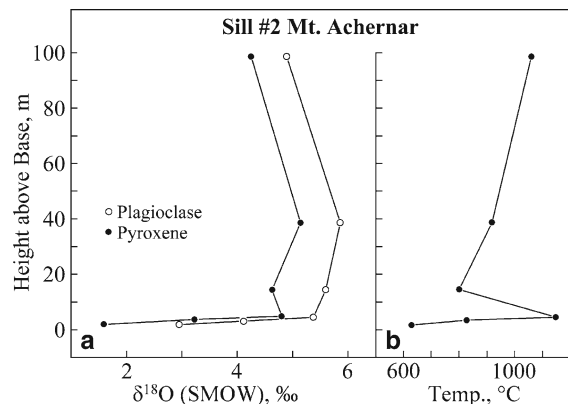 Sill #2 Mt. Achernar
Height above Base, m
100
80
60
40
20
0
Plagioclase
Pyroxene
a
b
2 4 6
600 1000
δ¹⁸O (SMOW), ‰
Temp., °C